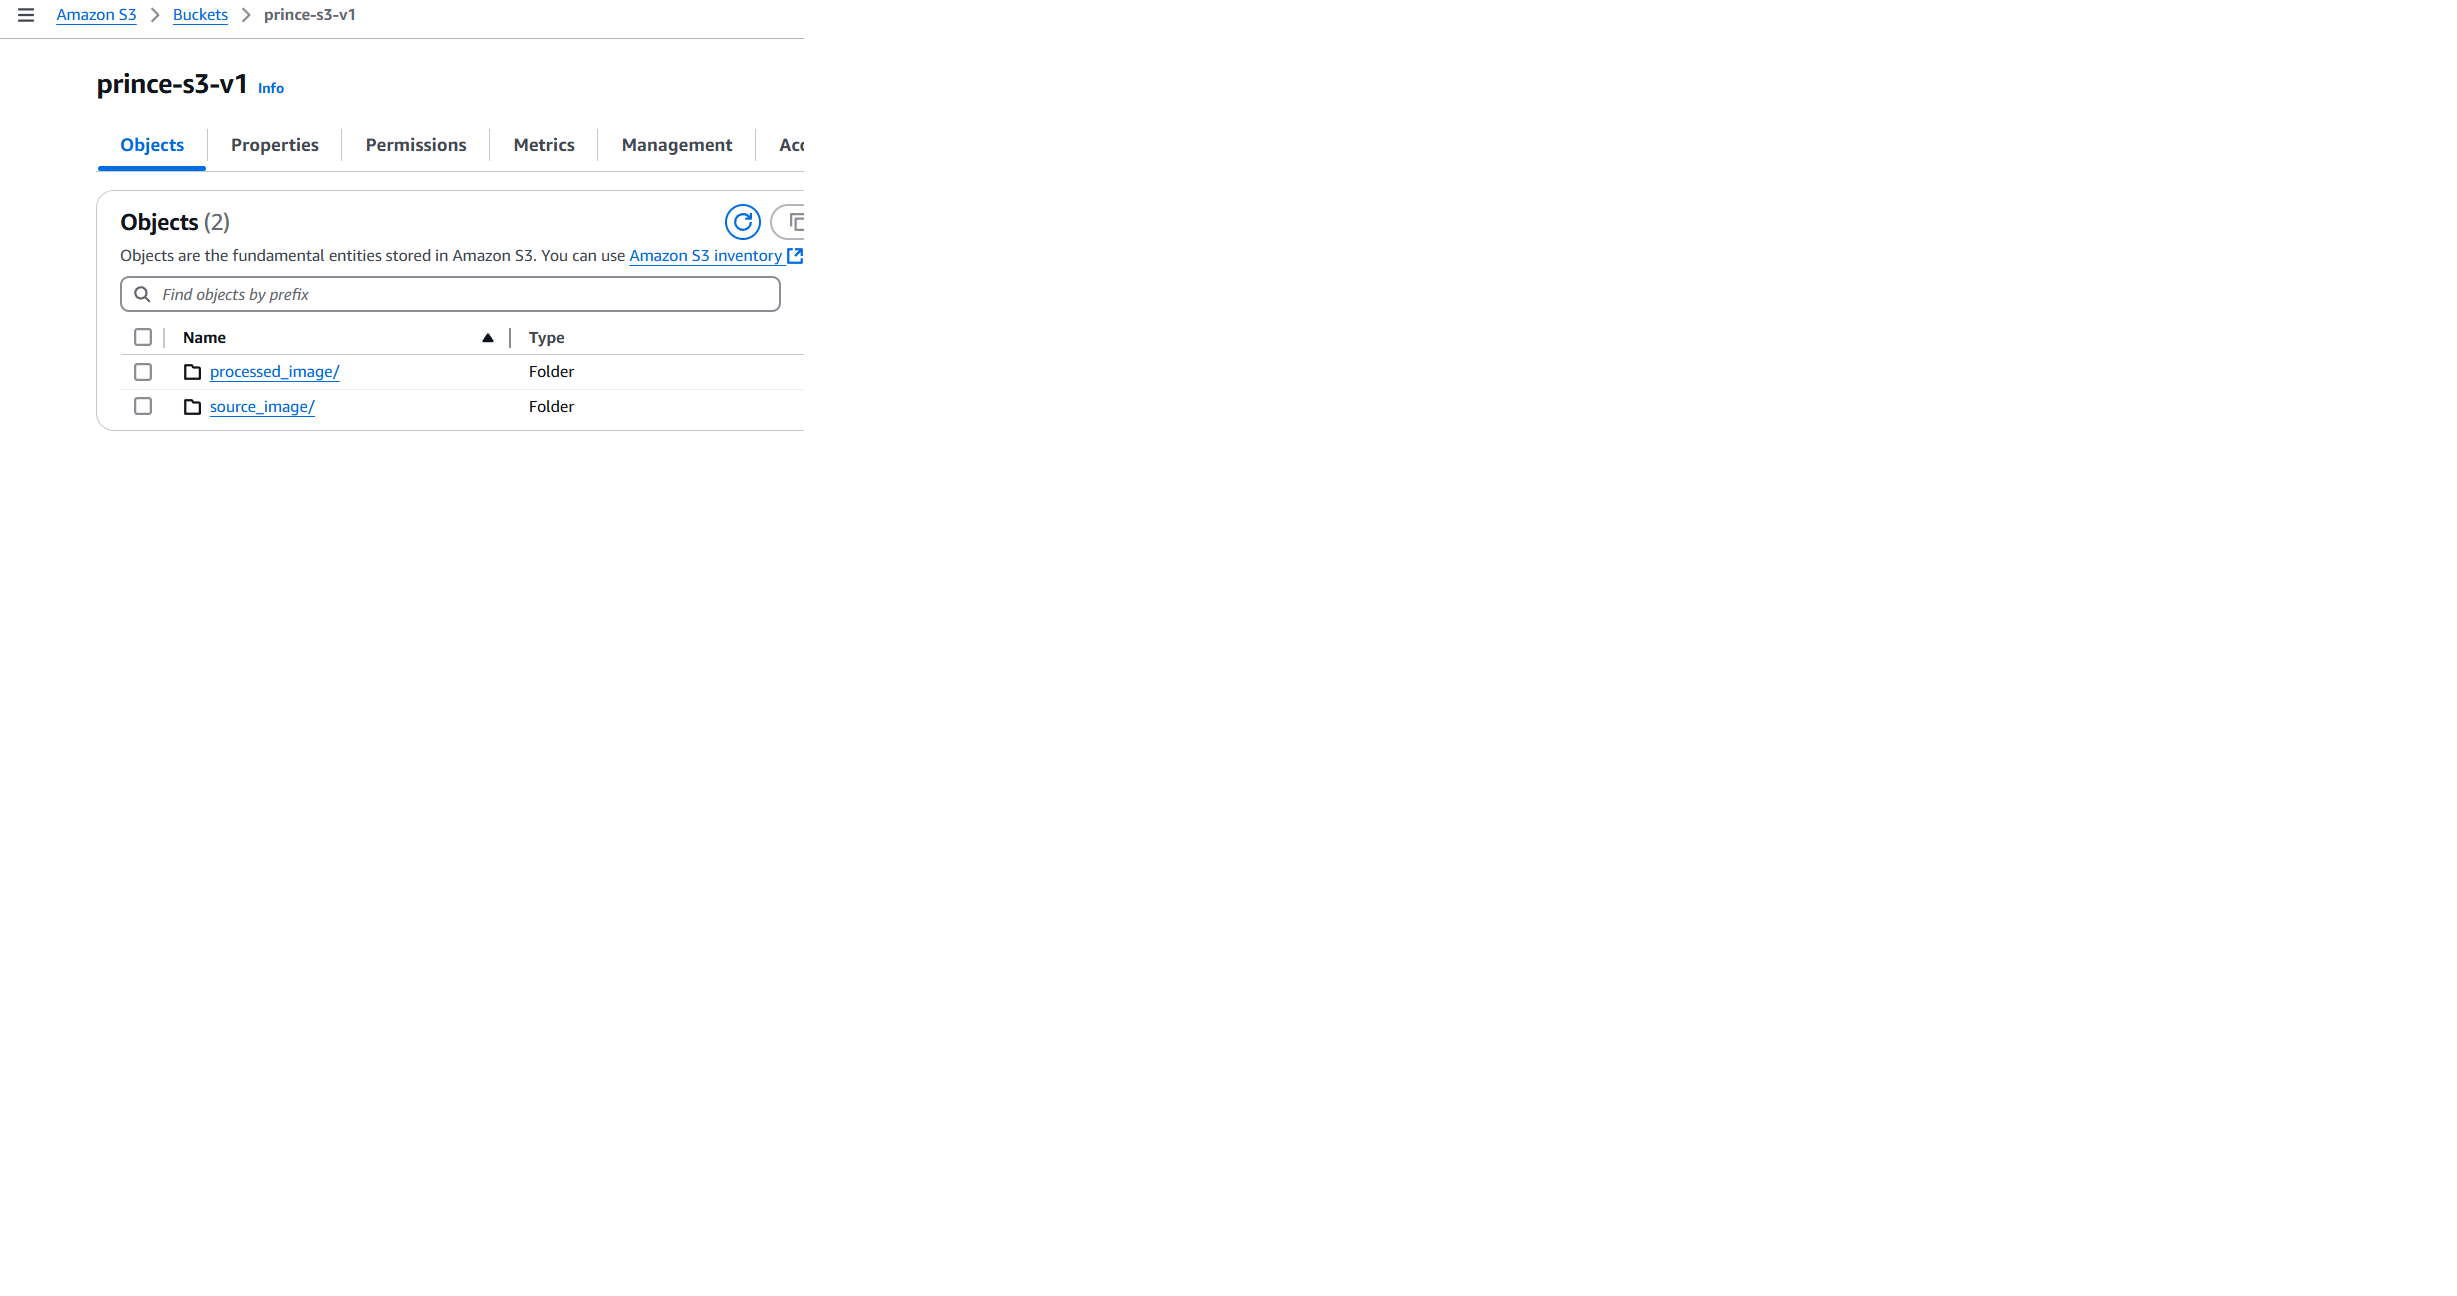 Amazon S3 > Buckets > prince-s3-v1
prince-s3-v1 Info
Objects Properties Permissions Metrics Management Acc
Objects (2)
Objects are the fundamental entities stored in Amazon S3. You can use Amazon S3 inventory
Find objects by prefix
Name Type
processed_image/ Folder
source_image/ Folder